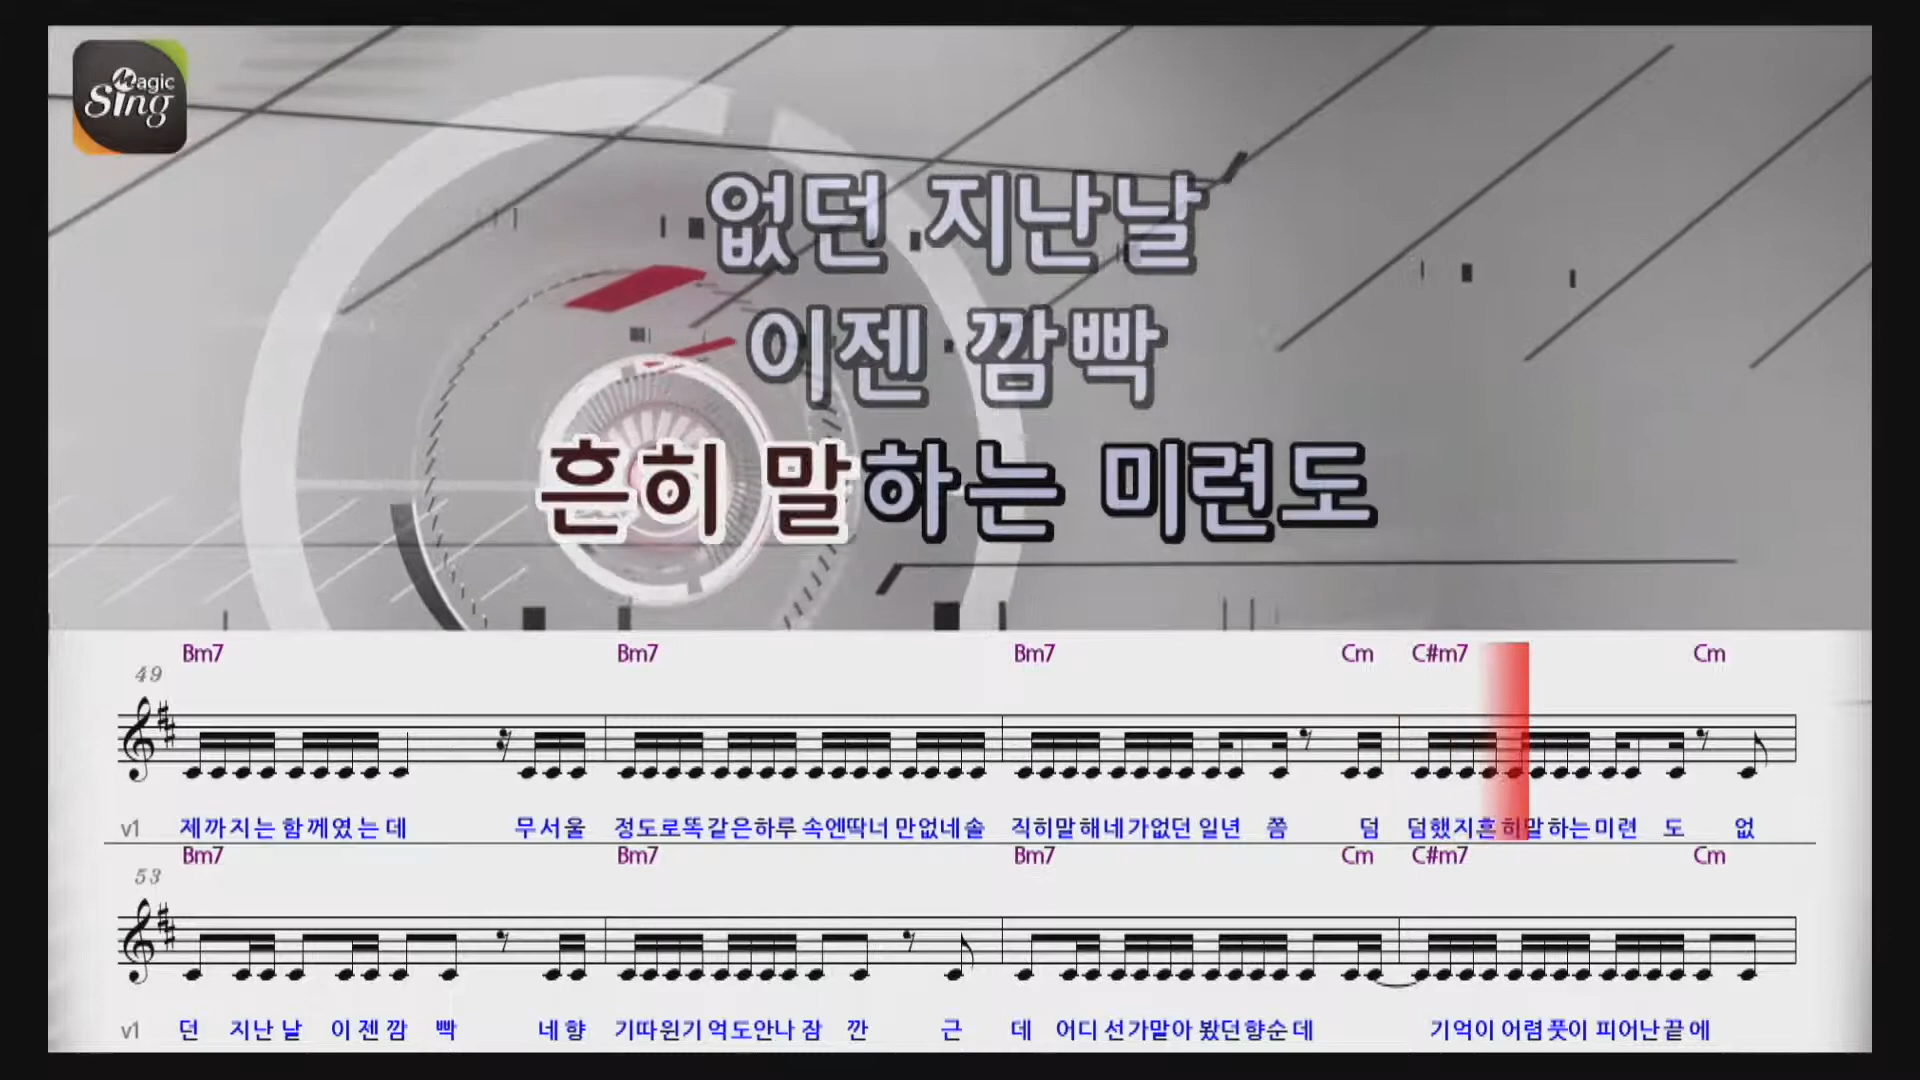 Magic
Sing
없던 지난날
이젠 깜빡
흔히 말하는 미련도
Bm7 Bm7 Bm7 Cm C#m7 Cm
49
v1 제까지는 함께였는데 무서울 정도로똑같은하루 속엔딱너 만없네솔 직히말해네가없던 일년 쯤 덤 덤했지흔히말하는미련 도 없
Bm7 Bm7 Bm7 Cm C#m7 Cm
53
v1 던 지난날 이젠깜 빡 네향 기따윈기억도안나 잠 깐 근 데 어디선가맡아 봤던향순데 기억이어렴풋이 피어난끝에